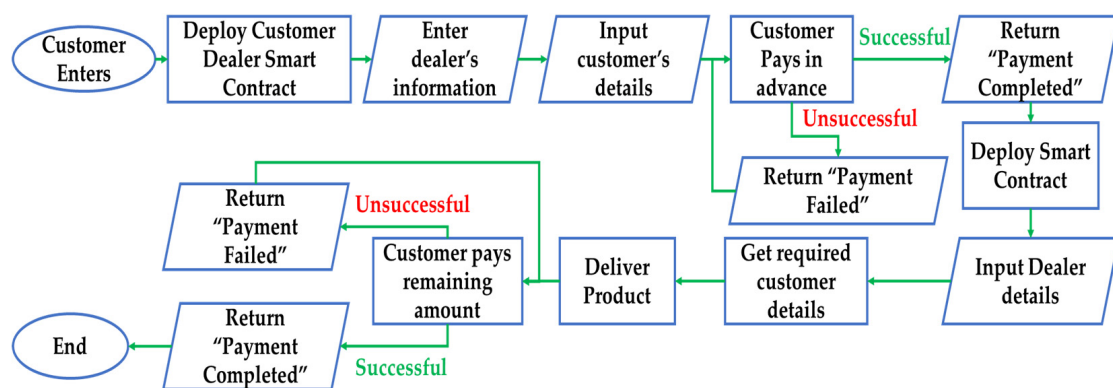 Customer
Enters
Deploy Customer
Dealer Smart
Contract
Enter
dealer’s
information
Input
customer’s
details
Customer
Pays in
advance
Successful
Return
“Payment
Completed”
Unsuccessful
Return “Payment
Failed”
Deploy Smart
Contract
Input Dealer
details
Get required
customer
details
Deliver
Product
Customer pays
remaining
amount
Unsuccessful
Return
“Payment
Failed”
Successful
Return
“Payment
Completed”
End